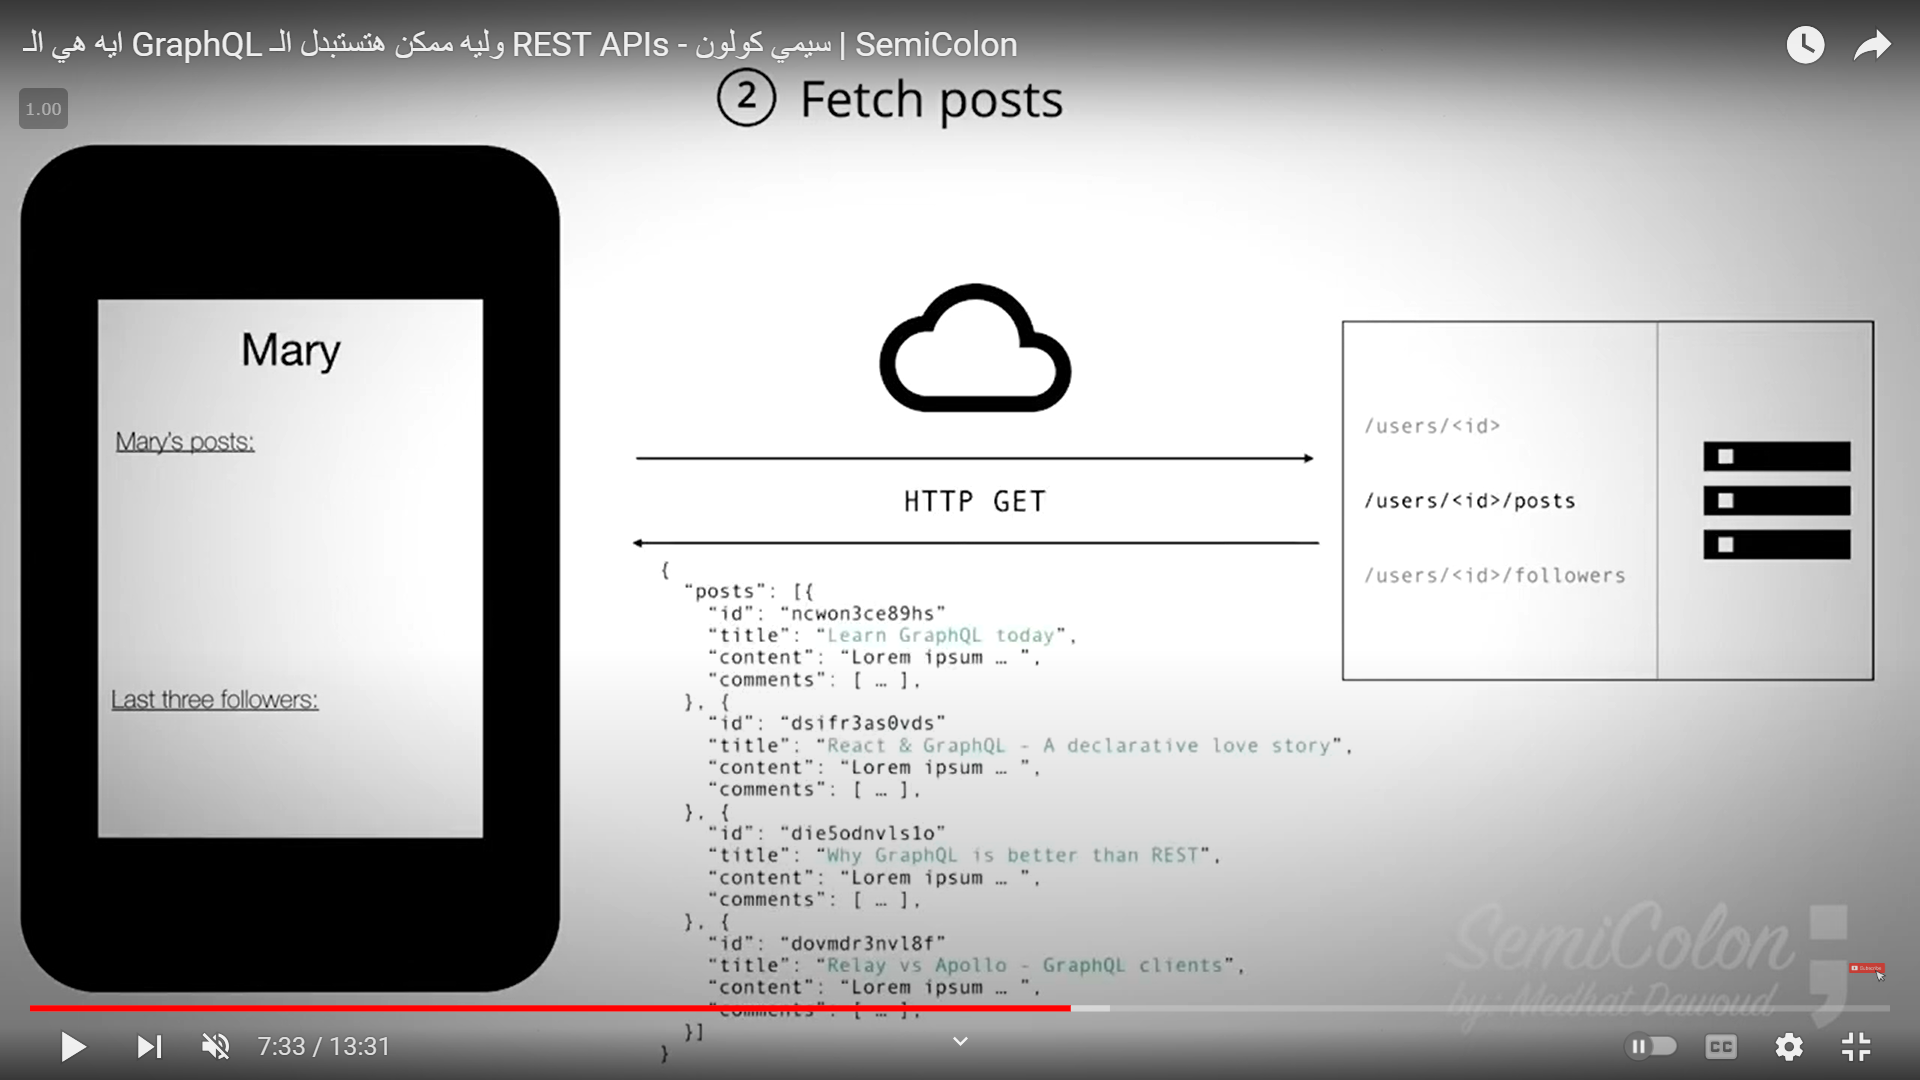 ايه هي الـ GraphQL وليه ممكن هتستبدل الـ REST APIs - سيمي كولون | SemiColon
1.00
2 Fetch posts
Mary
Mary's posts:
Last three followers:
HTTP GET
/users/<id>
/users/<id>/posts
/users/<id>/followers
{
“posts”: [{
“id”: “ncwon3ce89hs”
“title”: “Learn GraphQL today”,
“content”: “Lorem ipsum … ”,
“comments”: [ … ],
}, {
“id”: “dsifr3as0vds”
“title”: “React & GraphQL - A declarative love story”,
“content”: “Lorem ipsum … ”,
“comments”: [ … ],
}, {
“id”: “die5odnvls1o”
“title”: “Why GraphQL is better than REST”,
“content”: “Lorem ipsum … ”,
“comments”: [ … ],
}, {
“id”: “dovmdr3nvl8f”
“title”: “Relay vs Apollo - GraphQL clients”,
“content”: “Lorem ipsum … ”,
“comments”: [ … ],
}]
}
SemiColon ;
by: Medhat Dawoud
Subscribe
7:33 / 13:31
CC